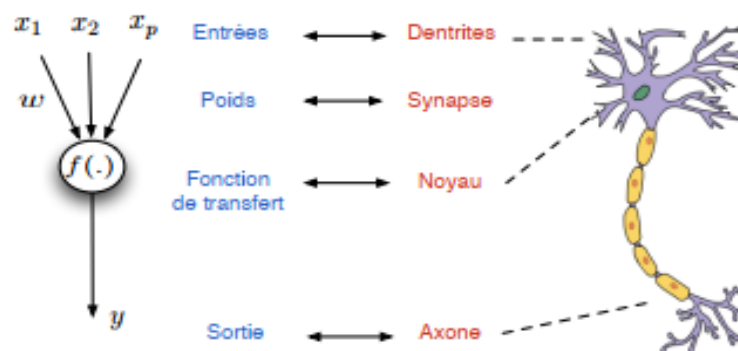 x₁ x₂ xₚ
Entrées
Dentrites
w
Poids
Synapse
f(.)
Fonction
de transfert
Noyau
y
Sortie
Axone